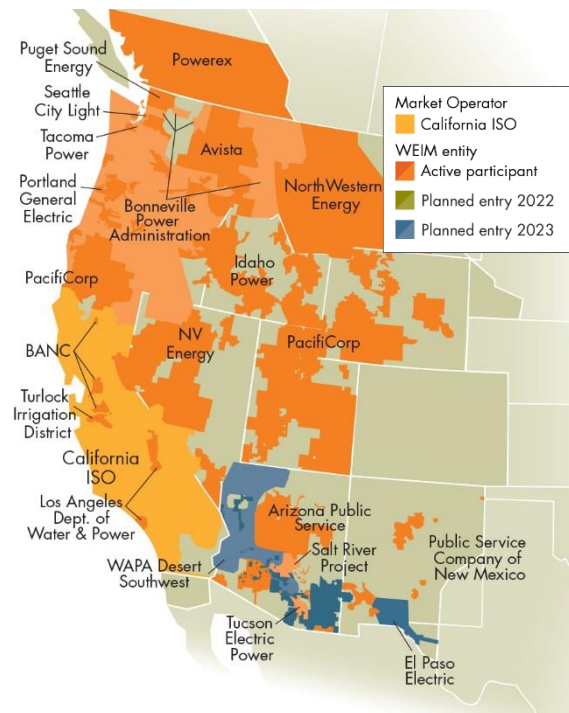 Powerex
Puget Sound
Energy
Seattle
City Light
Tacoma
Power
Avista
Portland
General
Electric
Bonneville
Power
Administration
NorthWestern
Energy
PacifiCorp
Idaho
Power
BANC
NV
Energy
PacifiCorp
Turlock
Irrigation
District
California
ISO
Los Angeles
Dept. of
Water & Power
Arizona Public
Service
WAPA Desert
Southwest
Salt River
Project
Public Service
Company of
New Mexico
Tucson
Electric
Power
El Paso
Electric
Market Operator
California ISO
WEIM entity
Active participant
Planned entry 2022
Planned entry 2023